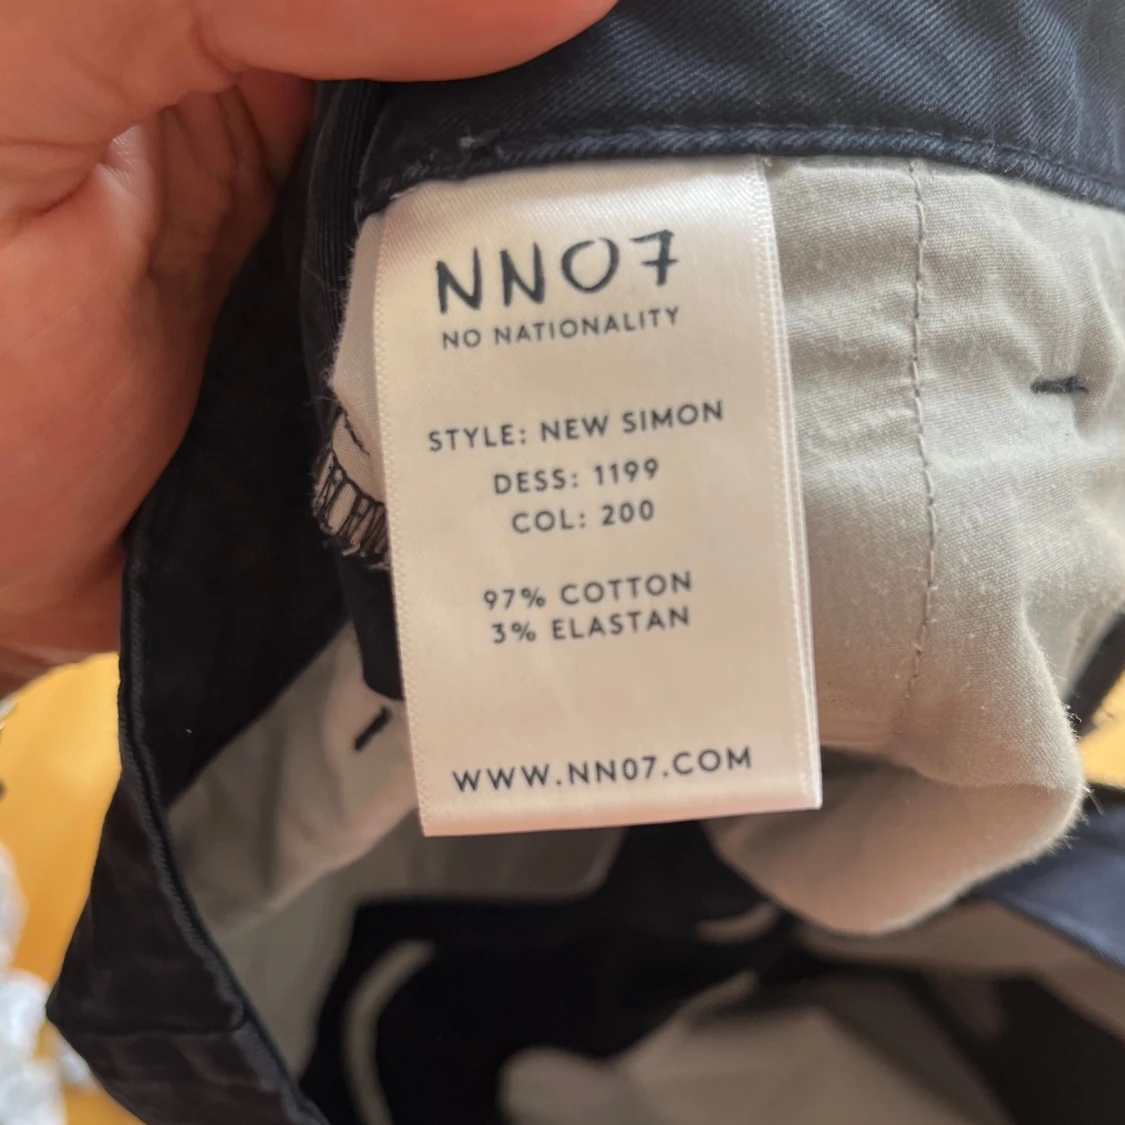 NN07
NO NATIONALITY
STYLE: NEW SIMON
DESS: 1199
COL: 200
97% COTTON
3% ELASTAN
WWW.NN07.COM